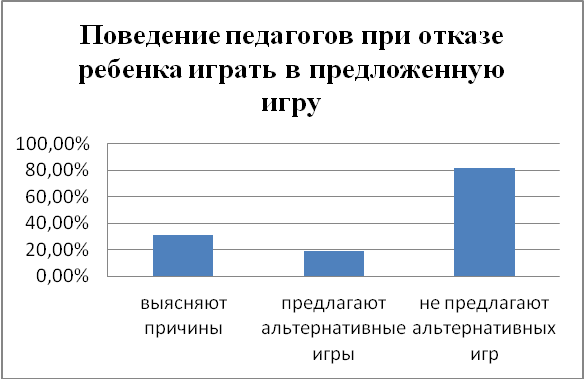 Поведение педагогов при отказе
ребенка играть в предложенную
игру
100,00%
80,00%
60,00%
40,00%
20,00%
0,00%
выясняют
причины
предлагают
альтернативные
игры
не предлагают
альтернативных
игр